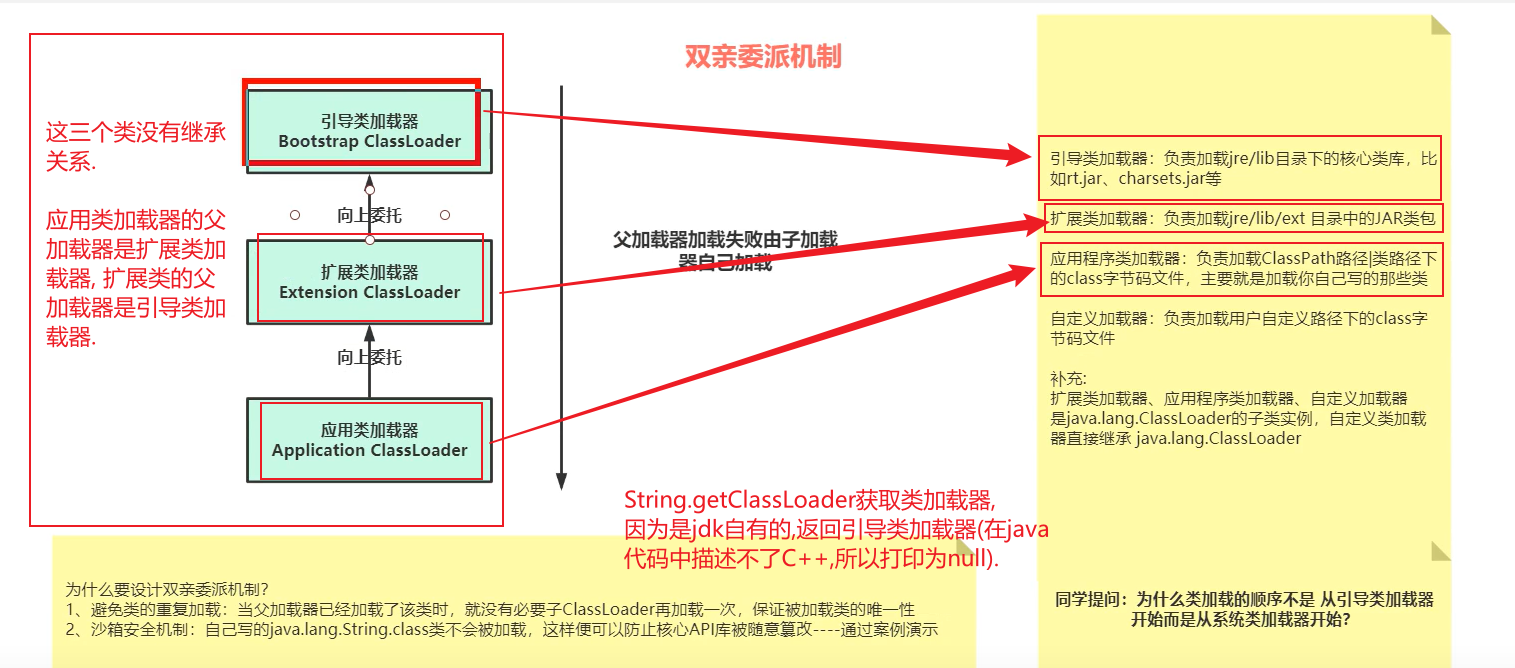 双亲委派机制
这三个类没有继承
关系.
应用类加载器的父
加载器是扩展类加
载器, 扩展类的父
加载器是引导类加
载器.
引导类加载器
Bootstrap ClassLoader
向上委托
扩展类加载器
Extension ClassLoader
向上委托
应用类加载器
Application ClassLoader
父加载器加载失败由子加载
器自己加载
引导类加载器：负责加载jre/lib目录下的核心类库，比
如rt.jar、charsets.jar等
扩展类加载器：负责加载jre/lib/ext 目录中的JAR类包
应用程序类加载器：负责加载ClassPath路径|类路径下
的class字节码文件，主要就是加载你自己写的那些类
自定义加载器：负责加载用户自定义路径下的class字
节码文件
补充:
扩展类加载器、应用程序类加载器、自定义加载器
是java.lang.ClassLoader的子类实例，自定义类加载
器直接继承 java.lang.ClassLoader
String.getClassLoader获取类加载器,
因为是jdk自有的,返回引导类加载器(在java
代码中描述不了C++,所以打印为null).
为什么要设计双亲委派机制？
1、避免类的重复加载：当父加载器已经加载了该类时，就没有必要子ClassLoader再加载一次，保证被加载类的唯一性
2、沙箱安全机制：自己写的java.lang.String.class类不会被加载，这样便可以防止核心API库被随意篡改----通过案例演示
同学提问：为什么类加载的顺序不是 从引导类加载器
开始而是从系统类加载器开始？